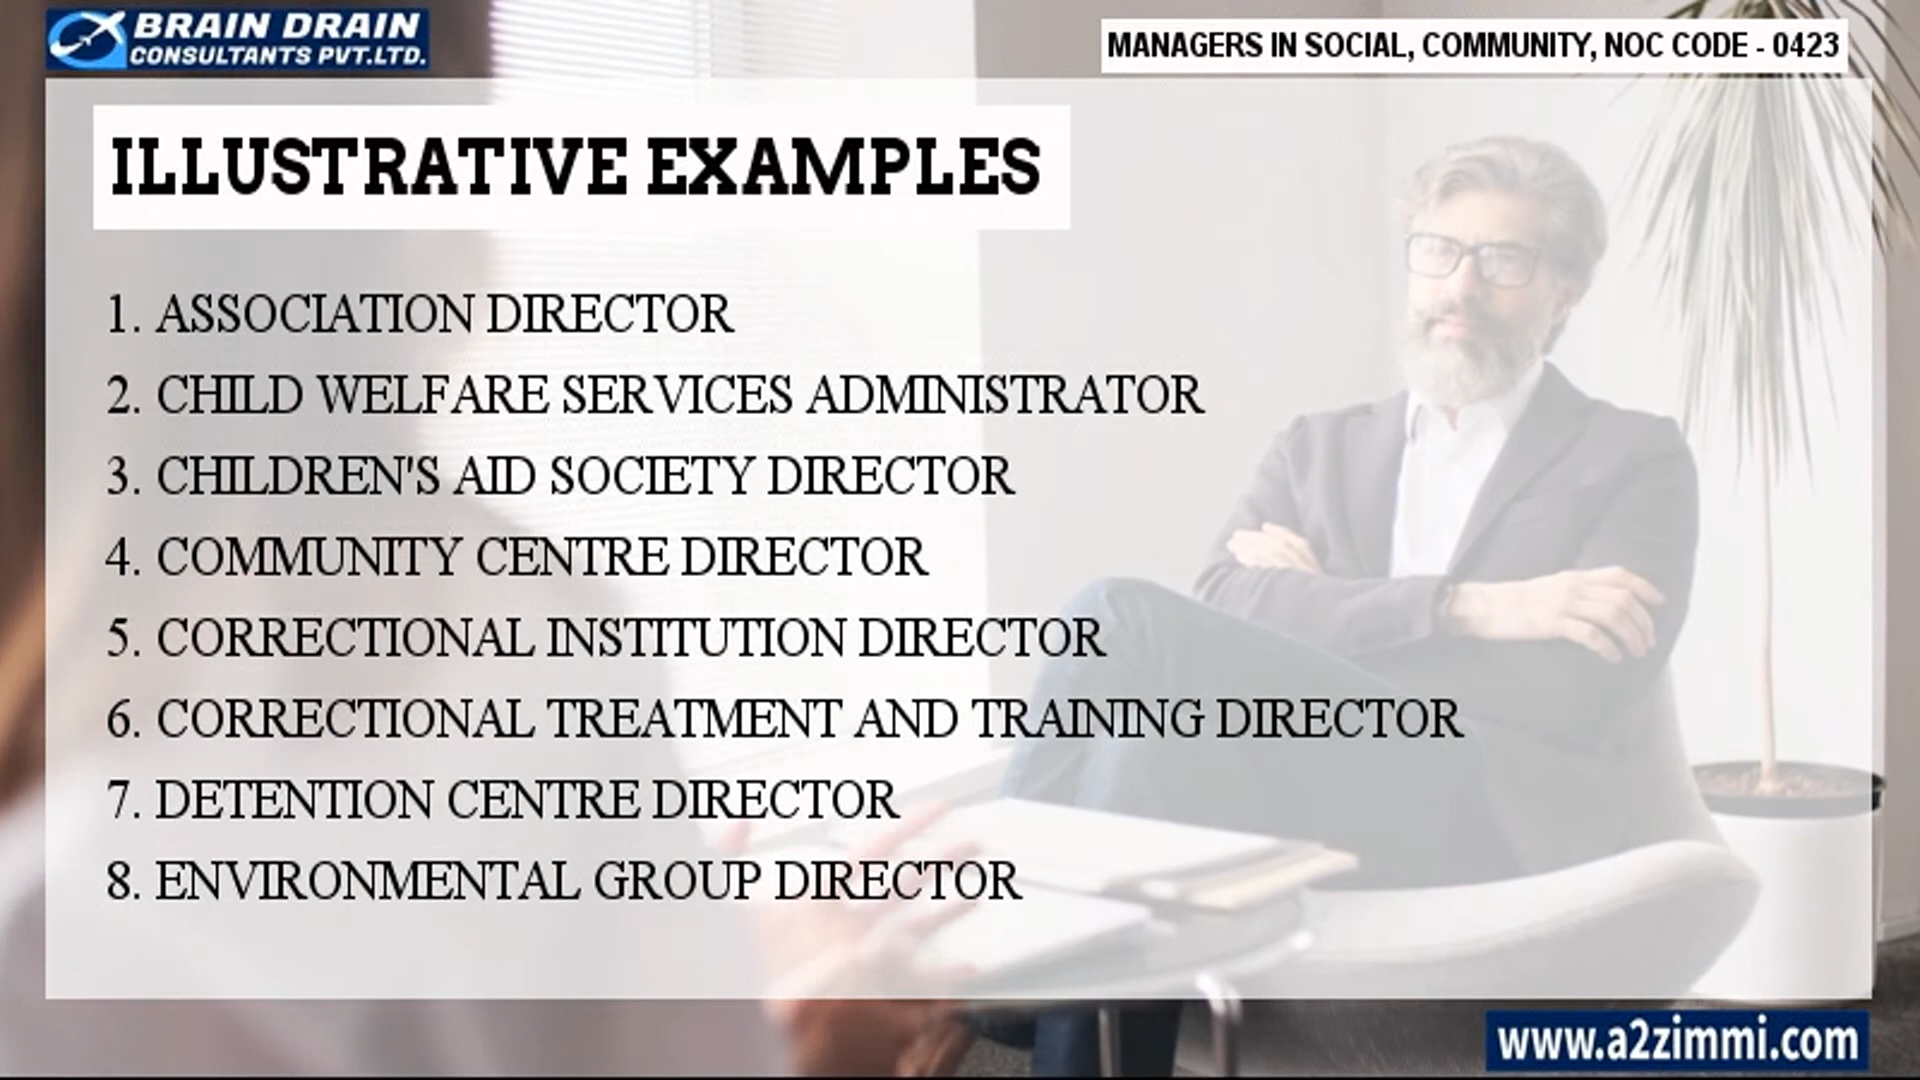 BRAIN DRAIN
CONSULTANTS PVT.LTD.
MANAGERS IN SOCIAL, COMMUNITY, NOC CODE - 0423
ILLUSTRATIVE EXAMPLES
1. ASSOCIATION DIRECTOR
2. CHILD WELFARE SERVICES ADMINISTRATOR
3. CHILDREN'S AID SOCIETY DIRECTOR
4. COMMUNITY CENTRE DIRECTOR
5. CORRECTIONAL INSTITUTION DIRECTOR
6. CORRECTIONAL TREATMENT AND TRAINING DIRECTOR
7. DETENTION CENTRE DIRECTOR
8. ENVIRONMENTAL GROUP DIRECTOR
www.a2zimmi.com